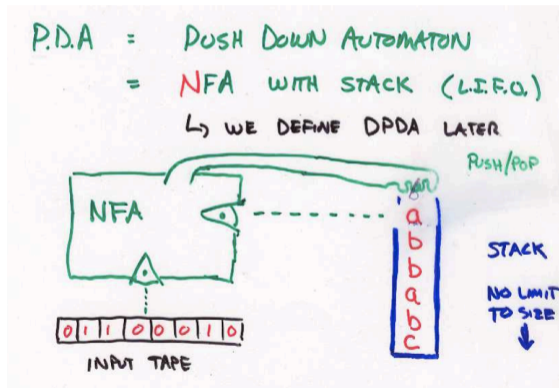 P.D.A = PUSH DOWN AUTOMATON
= NFA WITH STACK (L.I.F.O.)
↳ WE DEFINE DPDA LATER
PUSH/POP
NFA
a
b
b
a
b
c
STACK
NO LIMIT
TO SIZE
0 1 1 0 0 0 1 0
INPUT TAPE